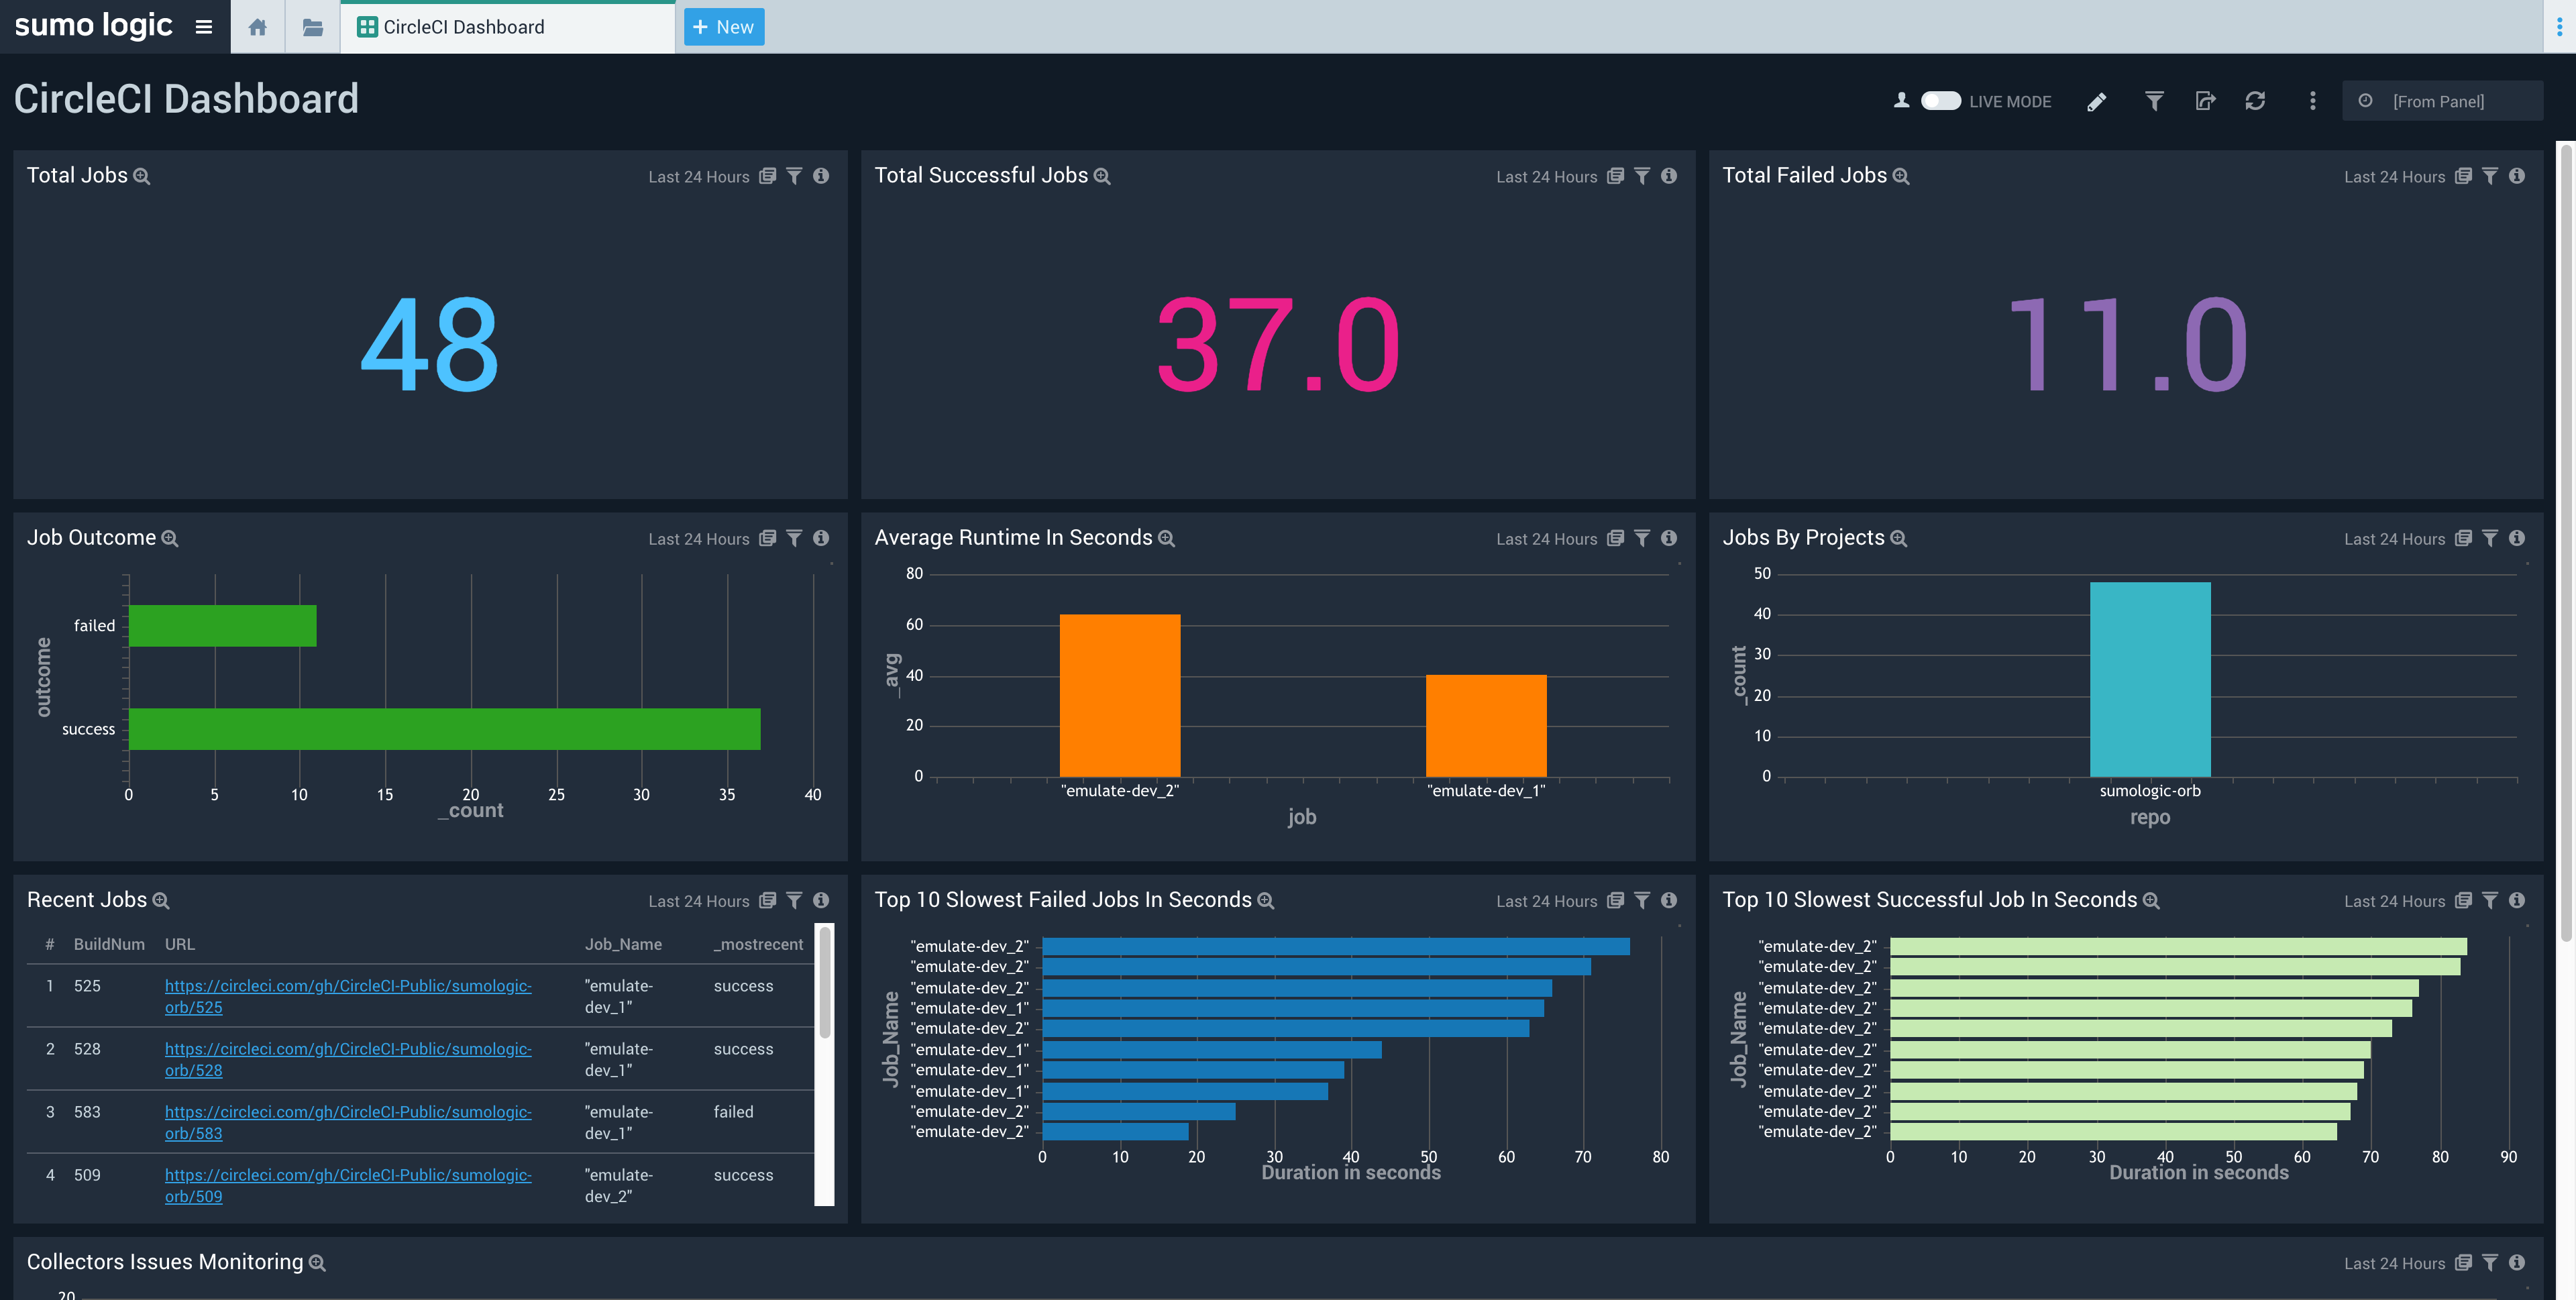 sumo logic
CircleCI Dashboard
+ New
CircleCI Dashboard
LIVE MODE
[From Panel]
Total Jobs
Last 24 Hours
48
Total Successful Jobs
Last 24 Hours
37.0
Total Failed Jobs
Last 24 Hours
11.0
Job Outcome
Last 24 Hours
outcome
failed
success
0 5 10 15 20 25 30 35 40
_count
Average Runtime In Seconds
Last 24 Hours
_avg
80
60
40
20
0
"emulate-dev_2" "emulate-dev_1"
job
Jobs By Projects
Last 24 Hours
_count
50
40
30
20
10
0
sumologic-orb
repo
Recent Jobs
Last 24 Hours
# BuildNum URL Job_Name _mostrecent
1 525 https://circleci.com/gh/CircleCI-Public/sumologic- "emulate- success
orb/525 dev_1"
2 528 https://circleci.com/gh/CircleCI-Public/sumologic- "emulate- success
orb/528 dev_1"
3 583 https://circleci.com/gh/CircleCI-Public/sumologic- "emulate- failed
orb/583 dev_1"
4 509 https://circleci.com/gh/CircleCI-Public/sumologic- "emulate- success
orb/509 dev_2"
Top 10 Slowest Failed Jobs In Seconds
Last 24 Hours
Job_Name
"emulate-dev_2"
"emulate-dev_2"
"emulate-dev_2"
"emulate-dev_1"
"emulate-dev_2"
"emulate-dev_1"
"emulate-dev_1"
"emulate-dev_1"
"emulate-dev_2"
"emulate-dev_2"
0 10 20 30 40 50 60 70 80
Duration in seconds
Top 10 Slowest Successful Job In Seconds
Last 24 Hours
Job_Name
"emulate-dev_2"
"emulate-dev_2"
"emulate-dev_2"
"emulate-dev_2"
"emulate-dev_2"
"emulate-dev_2"
"emulate-dev_2"
"emulate-dev_2"
"emulate-dev_2"
"emulate-dev_2"
0 10 20 30 40 50 60 70 80 90
Duration in seconds
Collectors Issues Monitoring
Last 24 Hours
20